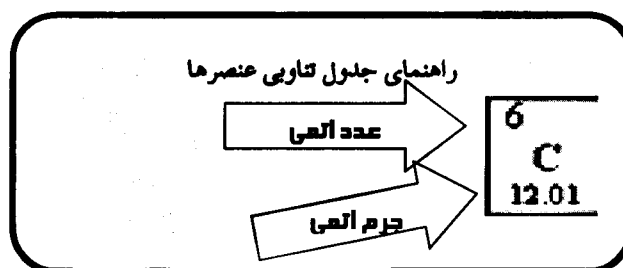 راهنمای جدول تناوبی عنصرها
عدد اتمی
6
C
12.01
جرم اتمی